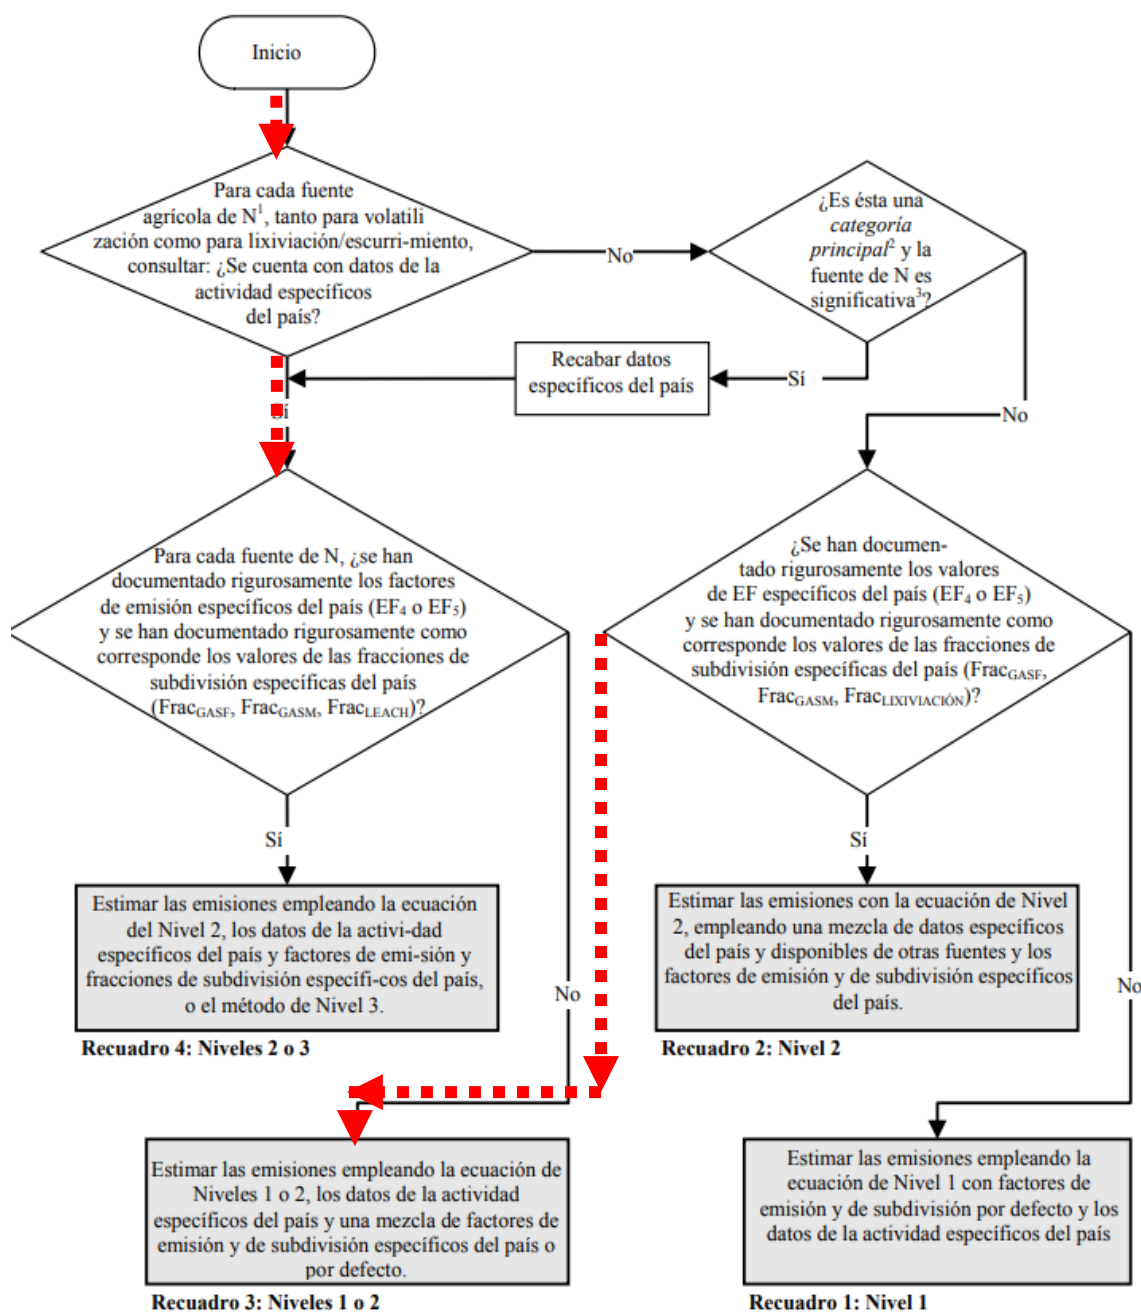 Inicio
Para cada fuente
agrícola de N¹, tanto para volatili
zación como para lixiviación/escurri-miento,
consultar: ¿Se cuenta con datos de la
actividad específicos
del país?
No
¿Es ésta una
categoría
principal² y la
fuente de N es
significativa³?
Recabar datos
específicos del país
Sí
Sí
No
Para cada fuente de N, ¿se han
documentado rigurosamente los factores
de emisión específicos del país (EF₄ o EF₅)
y se han documentado rigurosamente como
corresponde los valores de las fracciones de
subdivisión específicas del país
(Frac_GASF, Frac_GASM, Frac_LEACH)?
¿Se han documen-
tado rigurosamente los valores
de EF específicos del país (EF₄ o EF₅)
y se han documentado rigurosamente como
corresponde los valores de las fracciones de
subdivisión específicas del país (Frac_GASF,
Frac_GASM, Frac_LIXIVIACIÓN)?
Sí
Sí
Estimar las emisiones empleando la ecuación
del Nivel 2, los datos de la activi-dad
específicos del país y factores de emi-sión y
fracciones de subdivisión específi-cos del país,
o el método de Nivel 3.
Recuadro 4: Niveles 2 o 3
No
Estimar las emisiones con la ecuación de Nivel
2, empleando una mezcla de datos específicos
del país y disponibles de otras fuentes y los
factores de emisión y de subdivisión específicos
del país.
Recuadro 2: Nivel 2
No
Estimar las emisiones empleando la ecuación de
Niveles 1 o 2, los datos de la actividad
específicos del país y una mezcla de factores de
emisión y de subdivisión específicos del país o
por defecto.
Recuadro 3: Niveles 1 o 2
Estimar las emisiones empleando la
ecuación de Nivel 1 con factores de
emisión y de subdivisión por defecto y los
datos de la actividad específicos del país
Recuadro 1: Nivel 1